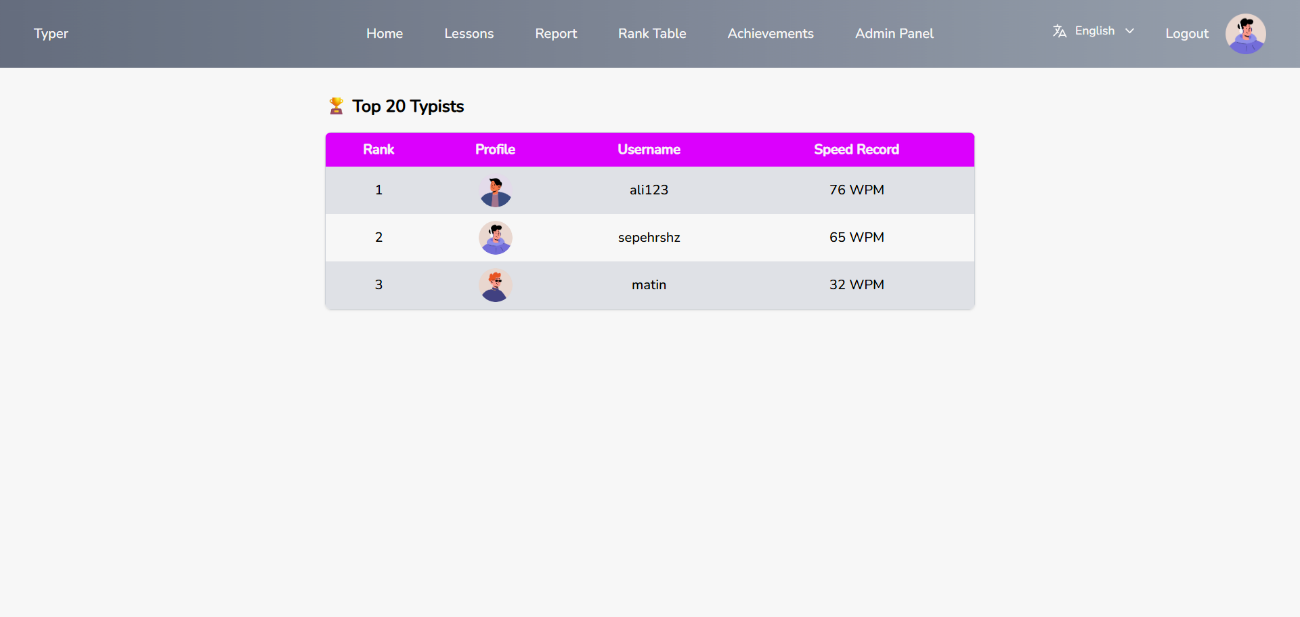 Typer Home Lessons Report Rank Table Achievements Admin Panel English Logout
Top 20 Typists
Rank Profile Username Speed Record
1 ali123 76 WPM
2 sepehrshz 65 WPM
3 matin 32 WPM